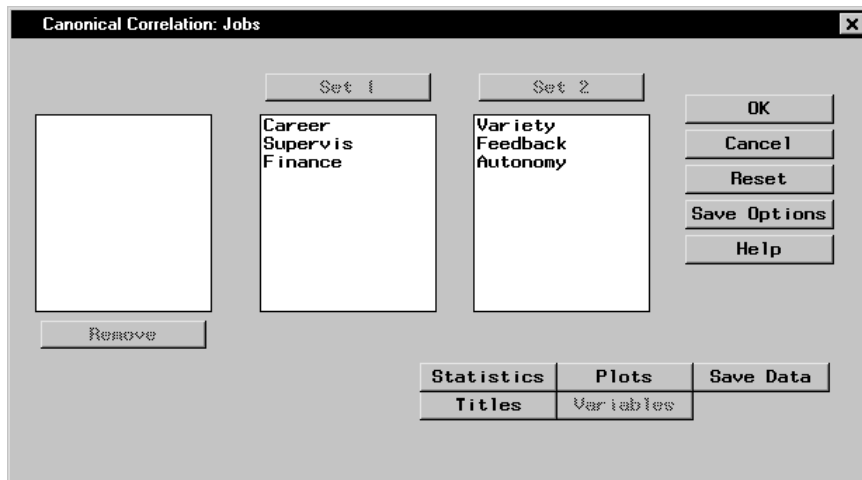 Canonical Correlation: Jobs
Set 1
Set 2
Career
Supervis
Finance
Variety
Feedback
Autonomy
OK
Cancel
Reset
Save Options
Help
Remove
Statistics
Plots
Save Data
Titles
Variables